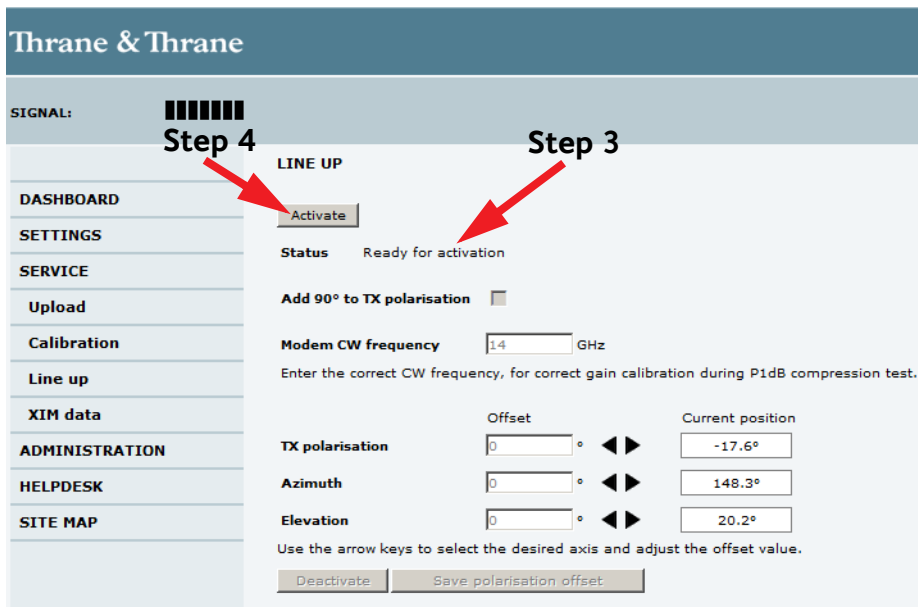 Thrane & Thrane
SIGNAL:
Step 4
Step 3
LINE UP
DASHBOARD
Activate
SETTINGS
Status Ready for activation
SERVICE
Add 90° to TX polarisation
Upload
Calibration
Modem CW frequency 14 GHz
Line up
Enter the correct CW frequency, for correct gain calibration during P1dB compression test.
XIM data
Offset Current position
ADMINISTRATION
TX polarisation 0 ° -17.6°
HELPDESK
Azimuth 0 ° 148.3°
SITE MAP
Elevation 0 ° 20.2°
Use the arrow keys to select the desired axis and adjust the offset value.
Deactivate Save polarisation offset